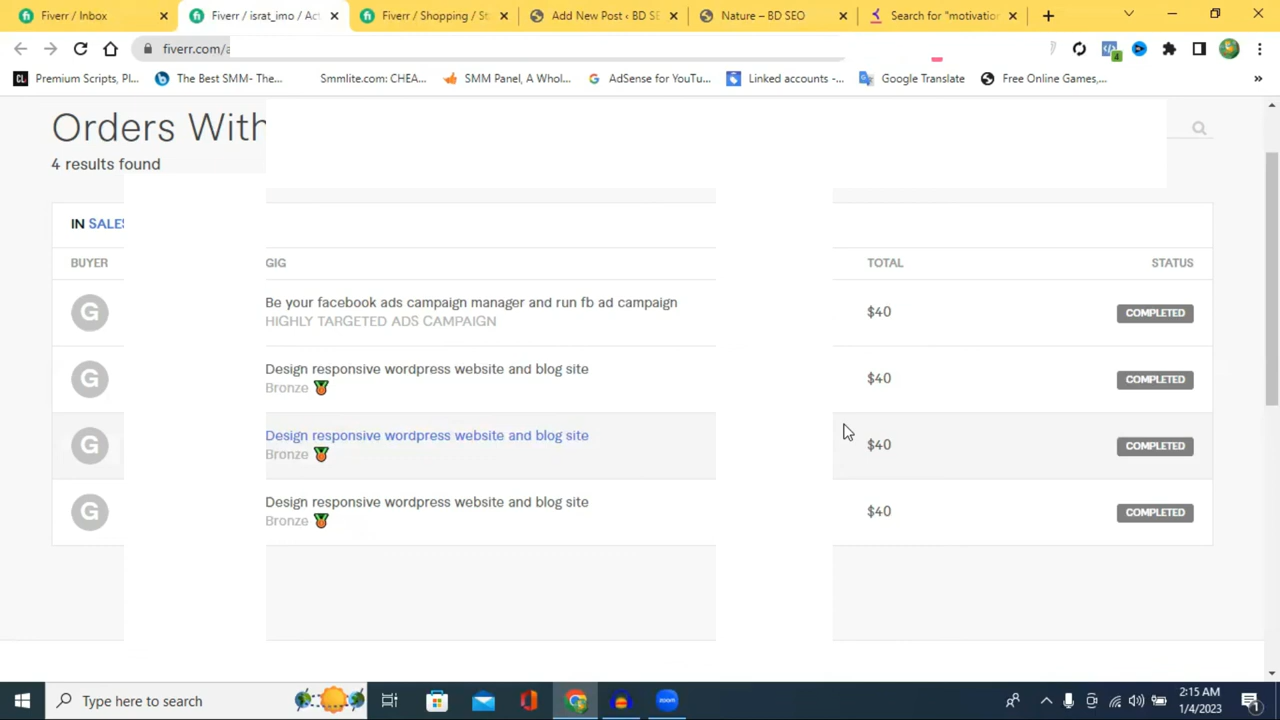 Fiverr / Inbox
Fiverr / israt_imo / Act
Fiverr / Shopping / St
Add New Post ‹ BD SE
Nature – BD SEO
Search for "motivation
fiverr.com/a
4
Premium Scripts, Pl...
The Best SMM- The...
Smmlite.com: CHEA...
SMM Panel, A Whol...
AdSense for YouTu...
Linked accounts -...
Google Translate
Free Online Games,...
»
Orders With
4 results found
IN SALES
BUYER GIG TOTAL STATUS
G Be your facebook ads campaign manager and run fb ad campaign $40 COMPLETED
HIGHLY TARGETED ADS CAMPAIGN
G Design responsive wordpress website and blog site $40 COMPLETED
Bronze 🏅
G Design responsive wordpress website and blog site $40 COMPLETED
Bronze 🏅
G Design responsive wordpress website and blog site $40 COMPLETED
Bronze 🏅
Type here to search
zoom
2:15 AM
1/4/2023
1